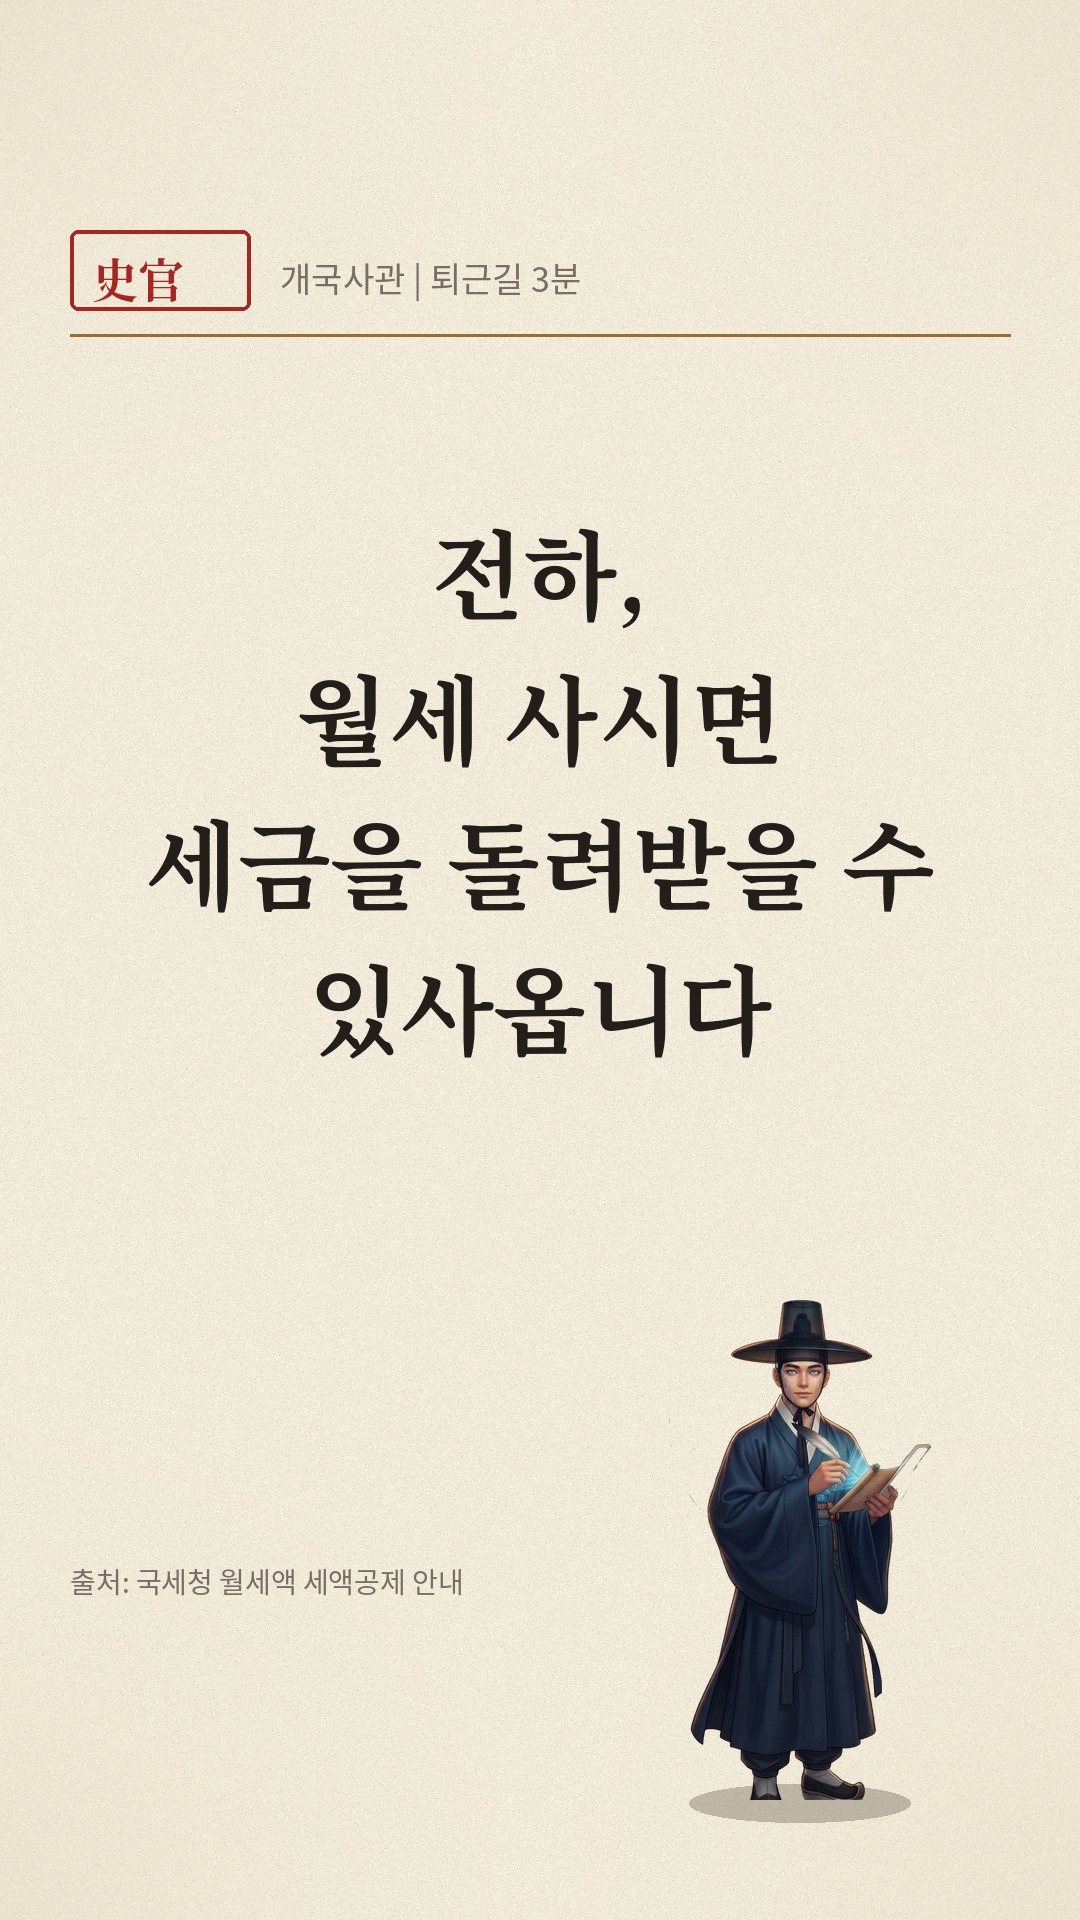 史官
개국사관 | 퇴근길 3분
전하,
월세 사시면
세금을 돌려받을 수
있사옵니다
출처: 국세청 월세액 세액공제 안내